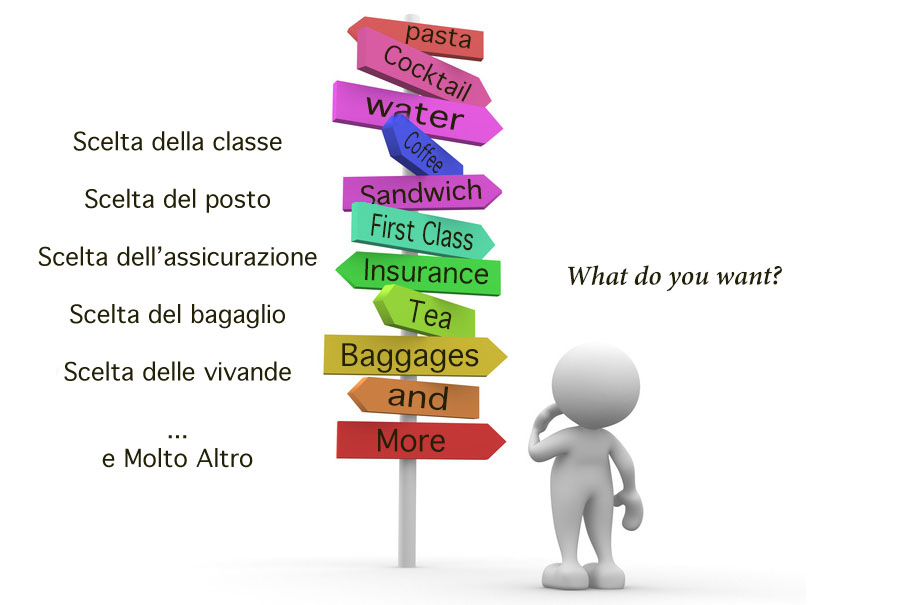 Scelta della classe
Scelta del posto
Scelta dell’assicurazione
Scelta del bagaglio
Scelta delle vivande
...
e Molto Altro
pasta
Cocktail
water
Coffee
Sandwich
First Class
Insurance
Tea
Baggages
and
More
What do you want?